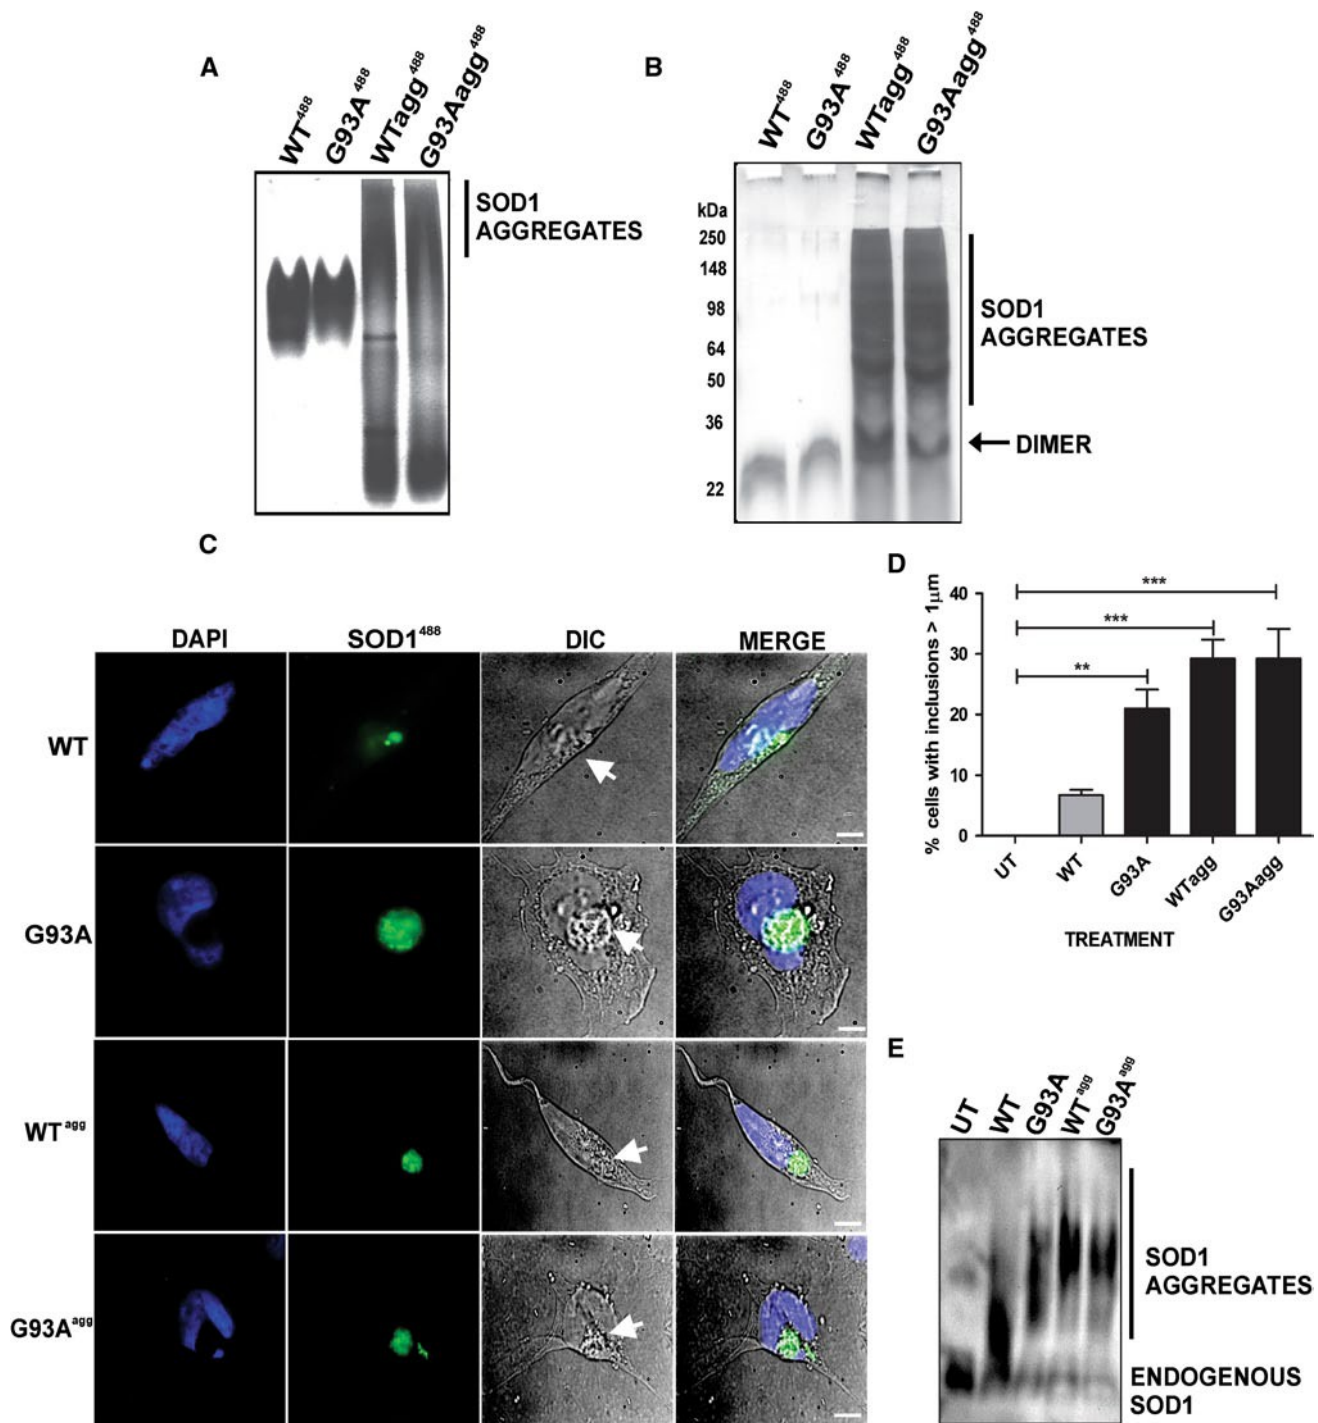 A
WT⁴⁸⁸ G93A⁴⁸⁸ WTagg⁴⁸⁸ G93Aagg⁴⁸⁸
SOD1
AGGREGATES
B
WT⁴⁸⁸ G93A⁴⁸⁸ WTagg⁴⁸⁸ G93Aagg⁴⁸⁸
kDa
250
148
98
64
50
36
22
SOD1
AGGREGATES
DIMER
C
DAPI SOD1⁴⁸⁸ DIC MERGE
WT
G93A
WTᵃᵍᵍ
G93Aᵃᵍᵍ
D
% cells with inclusions > 1μm
40
30
20
10
0
***
***
**
UT WT G93A WTagg G93Aagg
TREATMENT
E
UT WT G93A WTᵃᵍᵍ G93Aᵃᵍᵍ
SOD1
AGGREGATES
ENDOGENOUS
SOD1